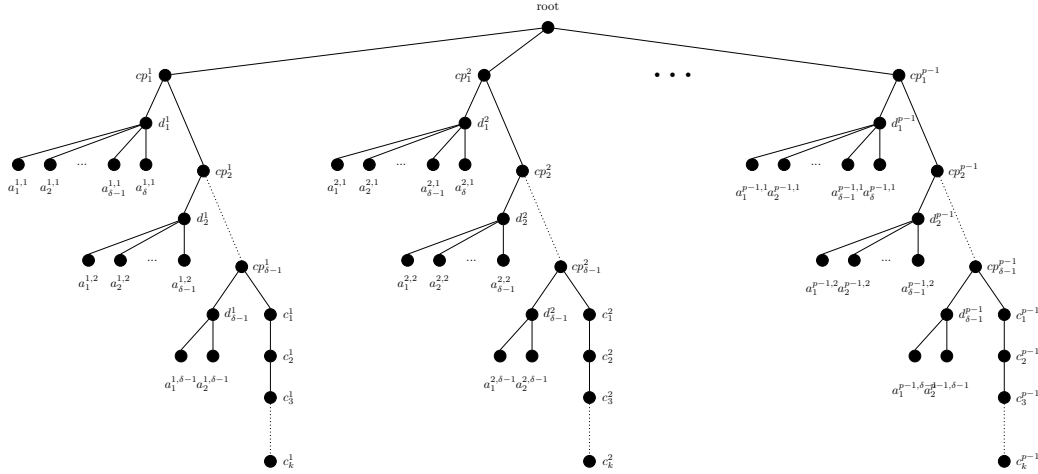 root
cp_1^1 cp_1^2 • • • cp_1^{p-1}
d_1^1 d_1^2 d_1^{p-1}
... ... ...
a_1^{1,1} a_2^{1,1} a_{δ-1}^{1,1} a_δ^{1,1} cp_2^1 a_1^{2,1} a_2^{2,1} a_{δ-1}^{2,1} a_δ^{2,1} cp_2^2 a_1^{p-1,1} a_2^{p-1,1} a_{δ-1}^{p-1,1} a_δ^{p-1,1} cp_2^{p-1}
d_2^1 d_2^2 d_2^{p-1}
... ... ...
cp_{δ-1}^1 cp_{δ-1}^2 cp_{δ-1}^{p-1}
a_1^{1,2} a_2^{1,2} a_{δ-1}^{1,2} a_1^{2,2} a_2^{2,2} a_{δ-1}^{2,2} a_1^{p-1,2} a_2^{p-1,2} a_{δ-1}^{p-1,2}
d_{δ-1}^1 c_1^1 d_{δ-1}^2 c_1^2 d_{δ-1}^{p-1} c_1^{p-1}
c_2^1 c_2^2 c_2^{p-1}
a_1^{1,δ-1} a_2^{1,δ-1} a_1^{2,δ-1} a_2^{2,δ-1} a_1^{p-1,δ-1} a_2^{p-1,δ-1}
c_3^1 c_3^2 c_3^{p-1}
c_k^1 c_k^2 c_k^{p-1}